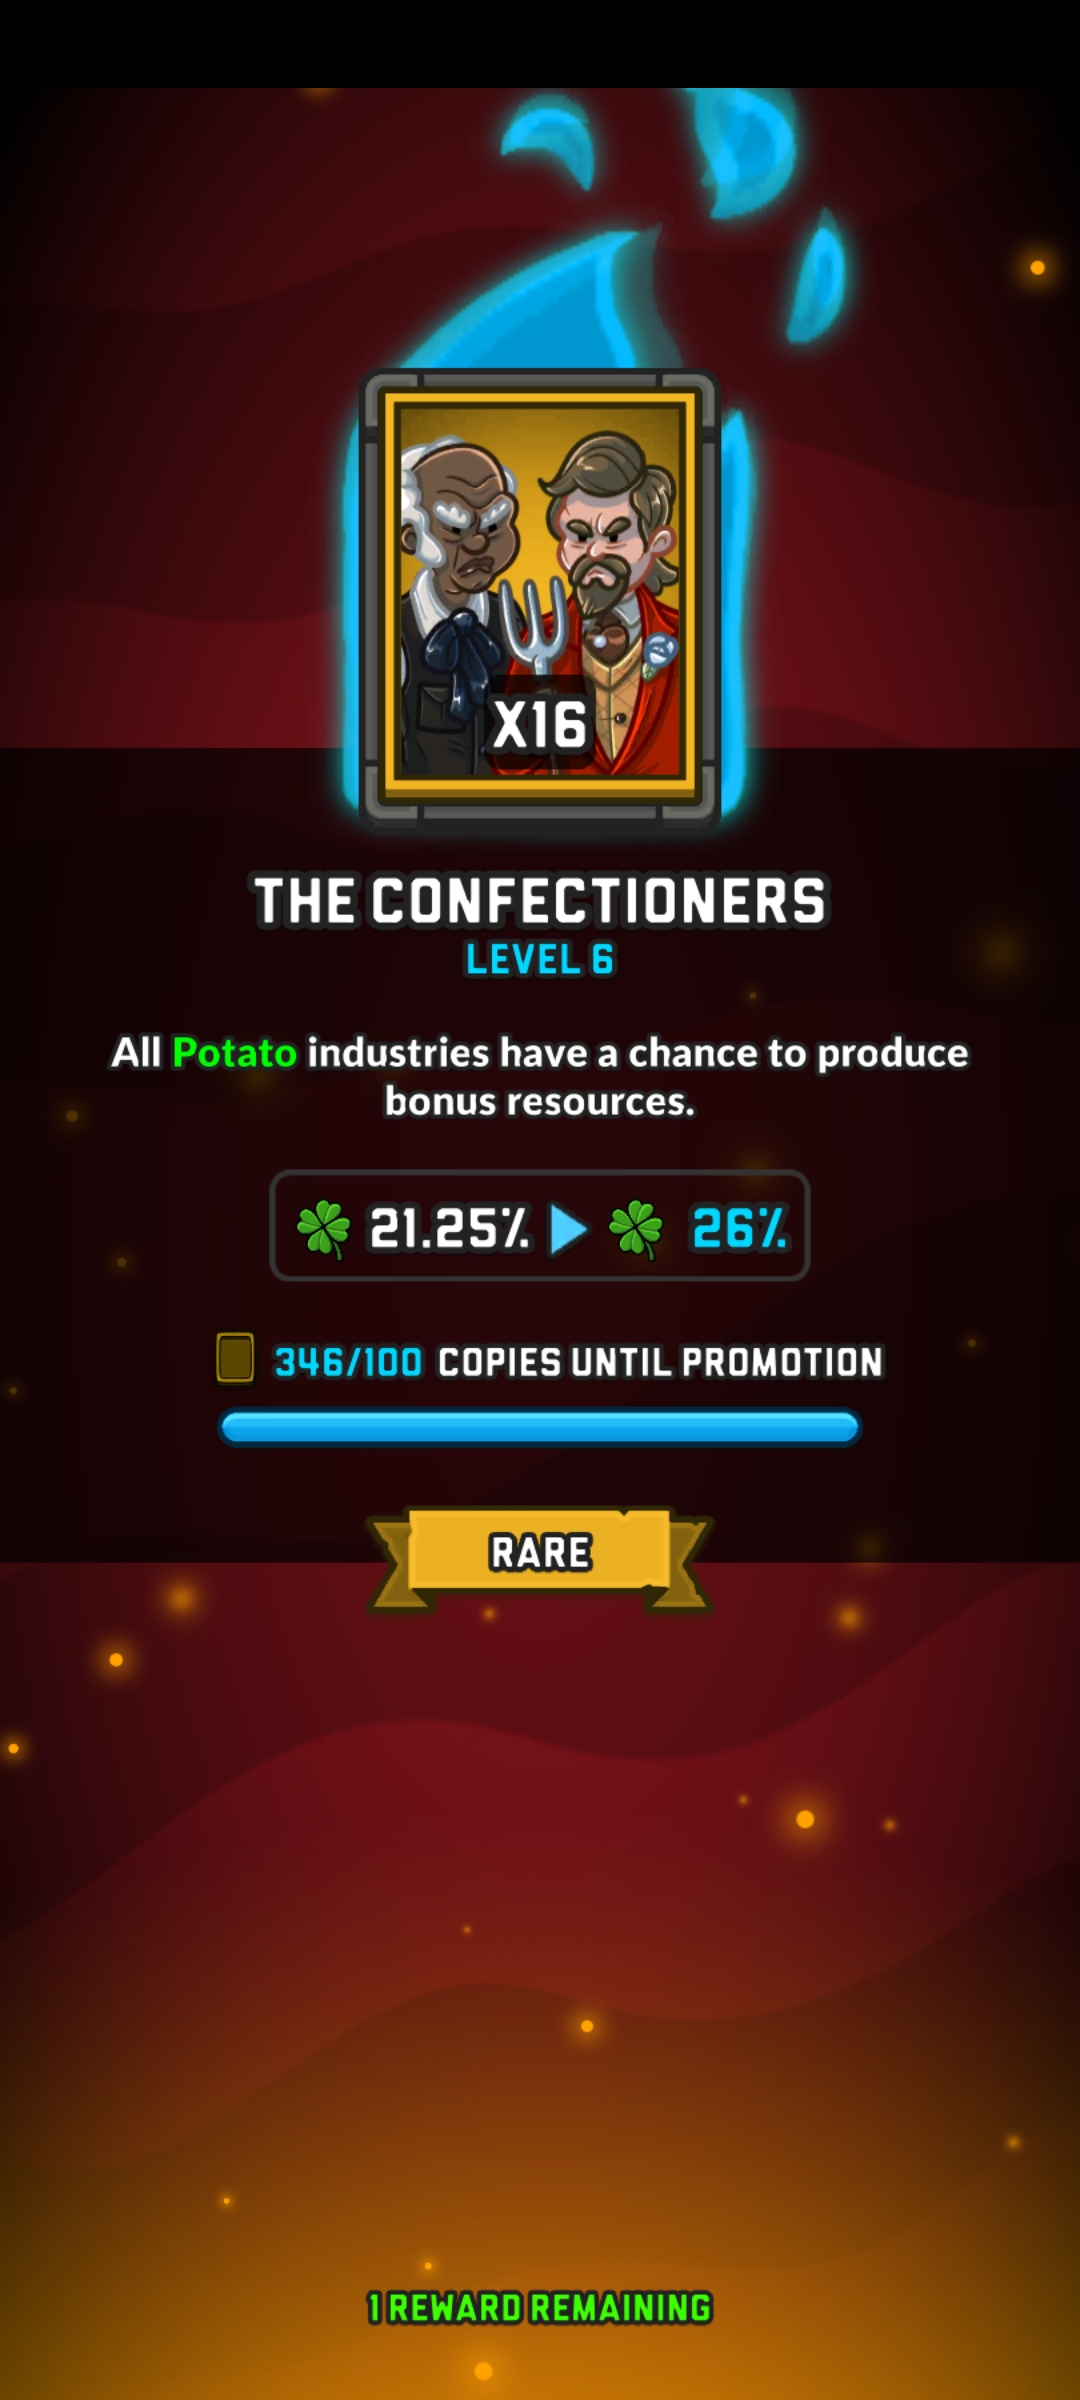 X16
THE CONFECTIONERS
LEVEL 6
All Potato industries have a chance to produce
bonus resources.
21.25% 26%
346/100 COPIES UNTIL PROMOTION
RARE
1 REWARD REMAINING